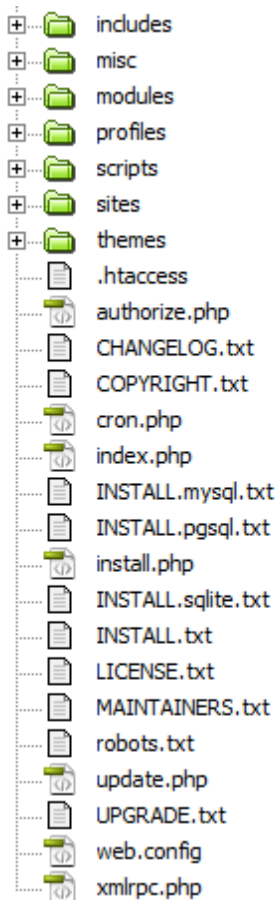 includes
misc
modules
profiles
scripts
sites
themes
.htaccess
authorize.php
CHANGELOG.txt
COPYRIGHT.txt
cron.php
index.php
INSTALL.mysql.txt
INSTALL.pgsql.txt
install.php
INSTALL.sqlite.txt
INSTALL.txt
LICENSE.txt
MAINTAINERS.txt
robots.txt
update.php
UPGRADE.txt
web.config
xmlrpc.php